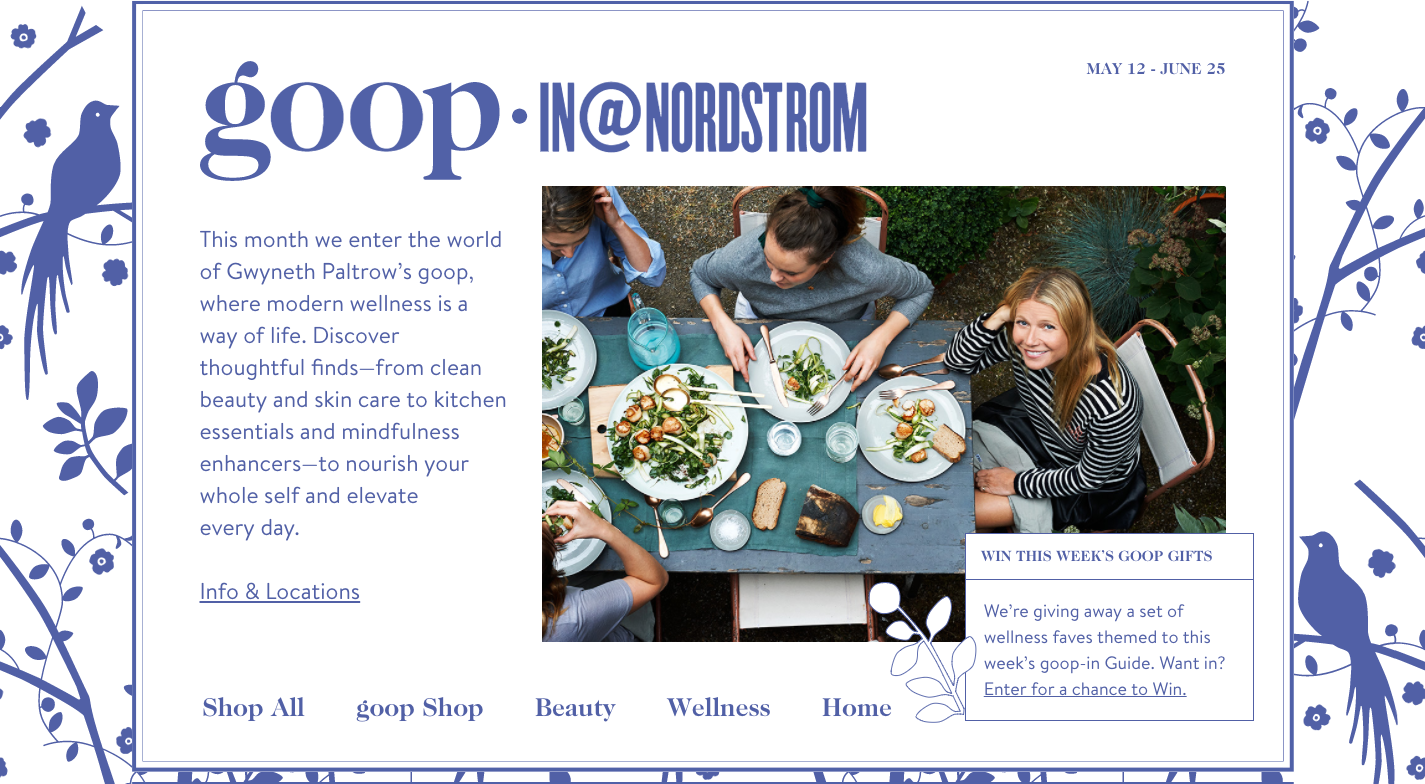 goop • IN@NORDSTROM
MAY 12 - JUNE 25
This month we enter the world
of Gwyneth Paltrow’s goop,
where modern wellness is a
way of life. Discover
thoughtful finds—from clean
beauty and skin care to kitchen
essentials and mindfulness
enhancers—to nourish your
whole self and elevate
every day.
Info & Locations
WIN THIS WEEK’S GOOP GIFTS
We’re giving away a set of
wellness faves themed to this
week’s goop-in Guide. Want in?
Enter for a chance to Win.
Shop All goop Shop Beauty Wellness Home